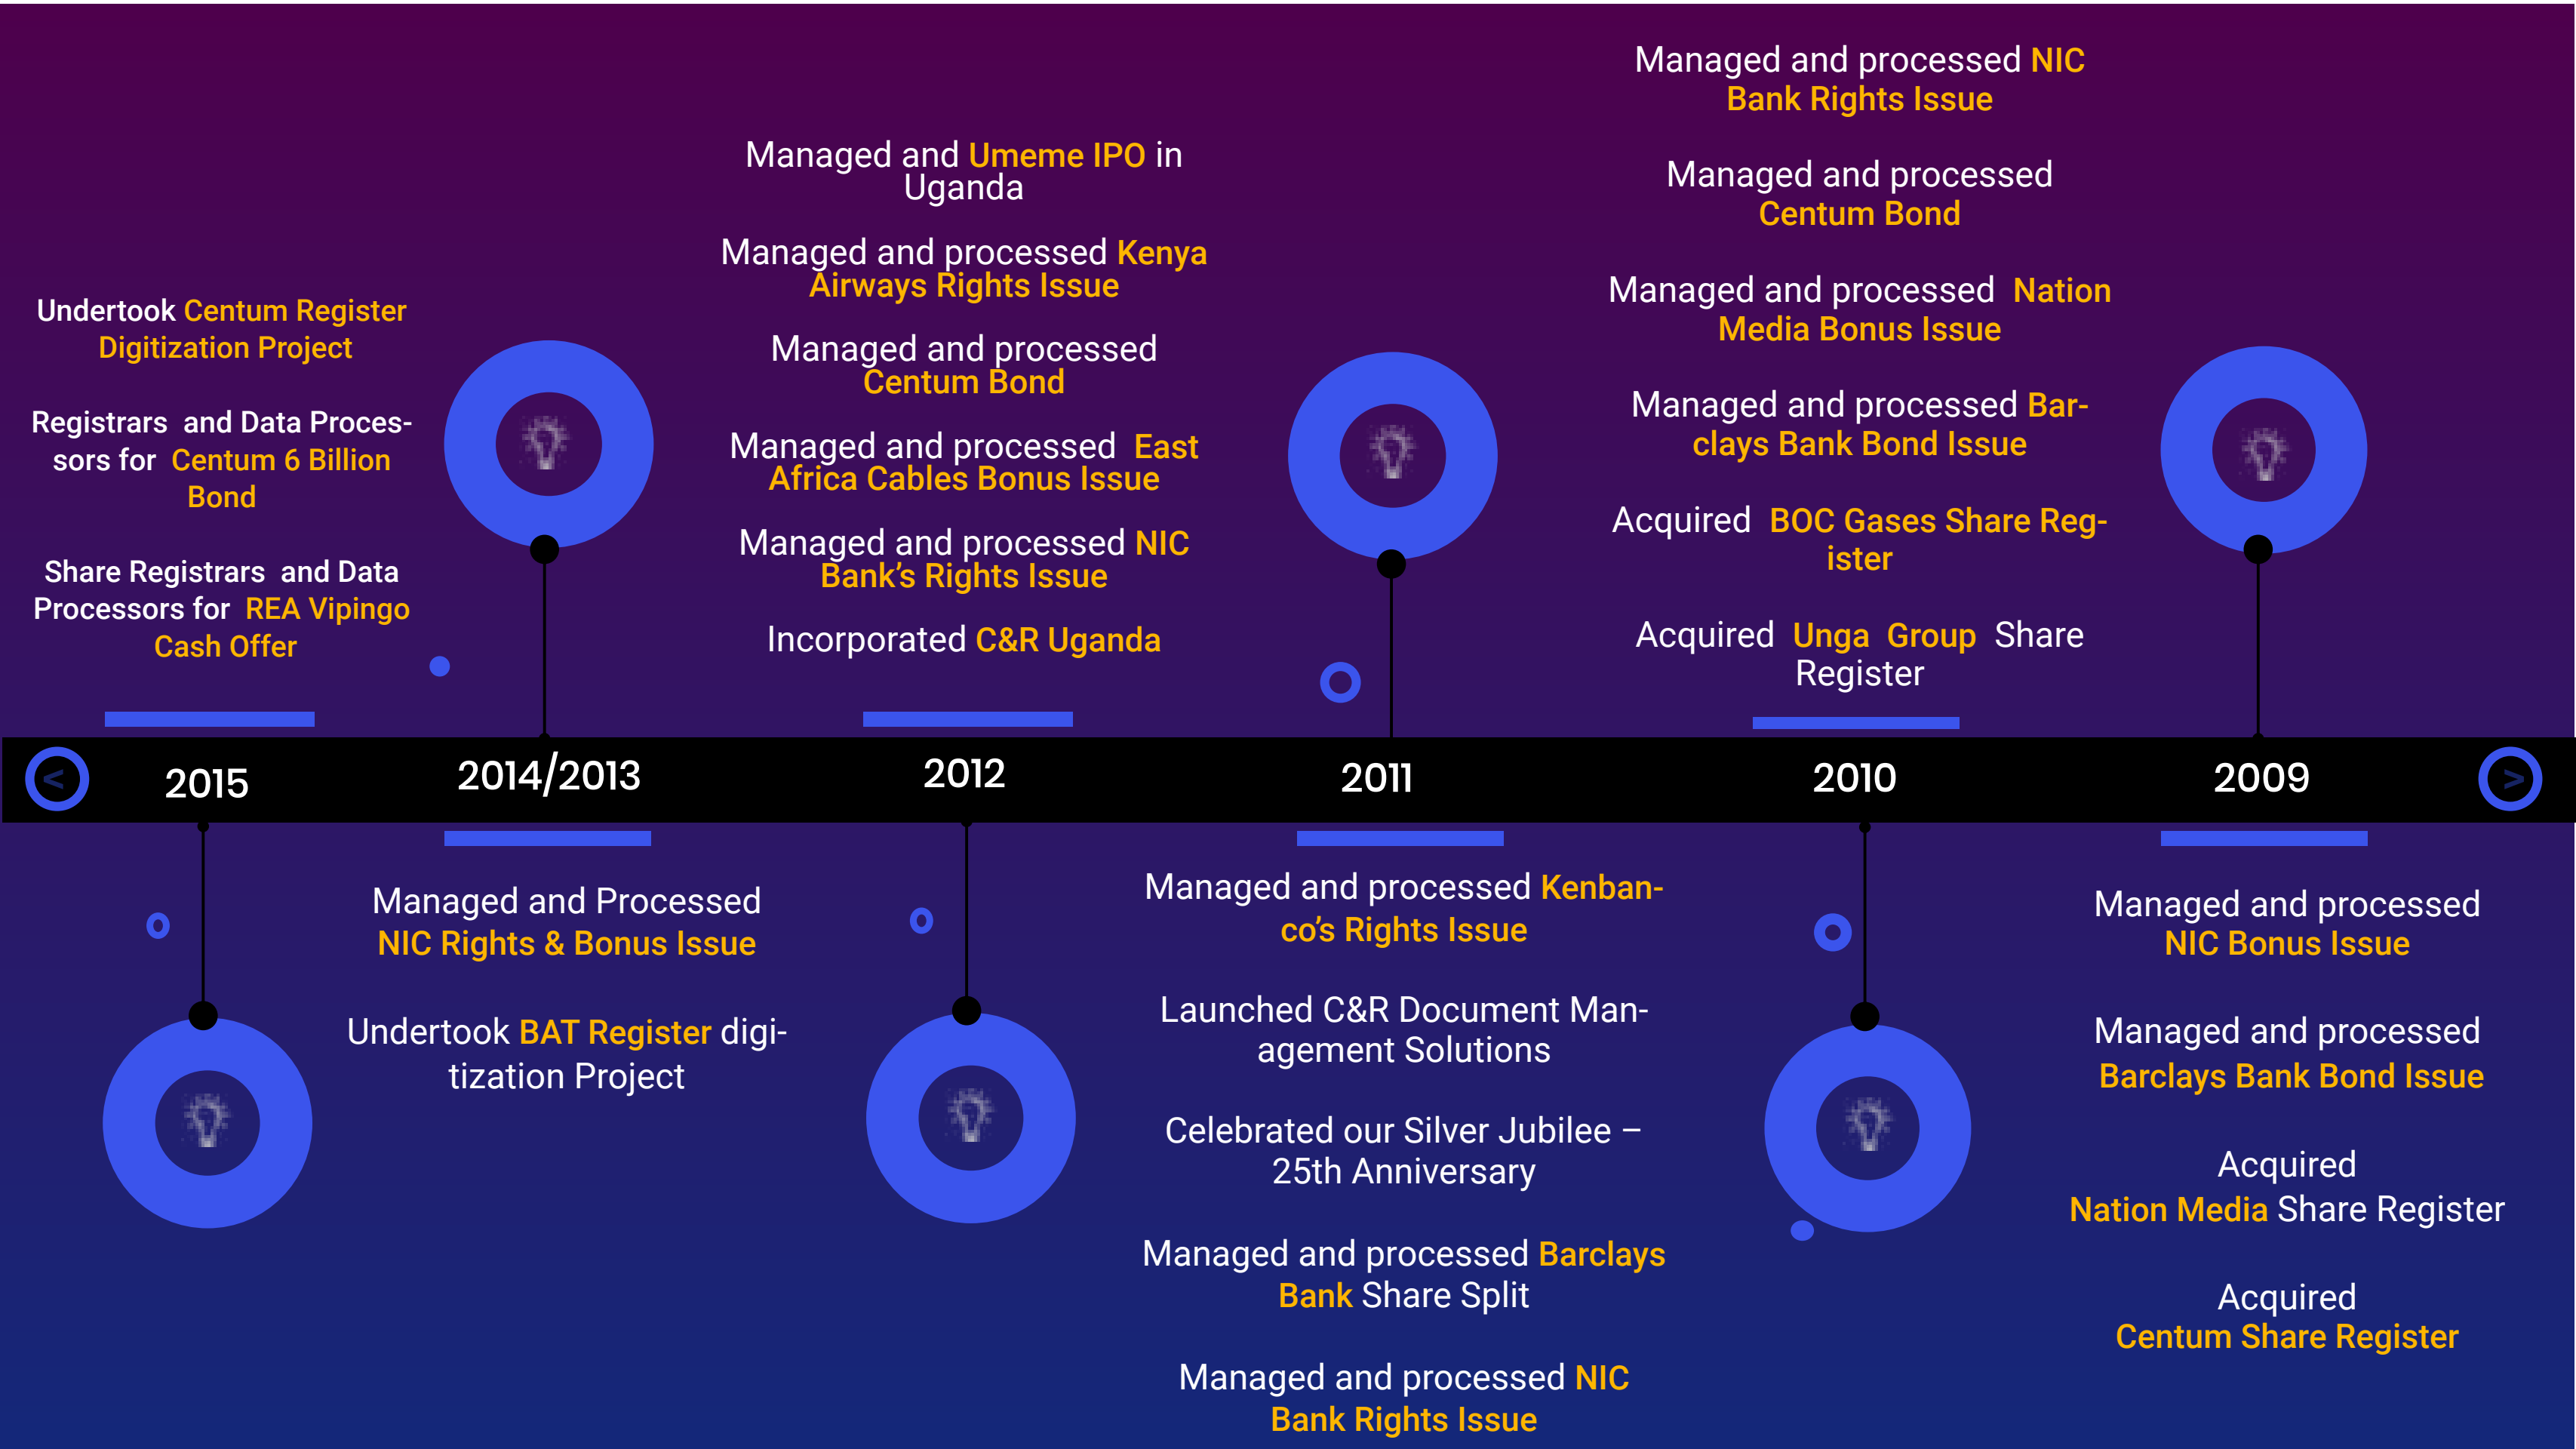 Undertook Centum Register
Digitization Project
Registrars and Data Proces-
sors for Centum 6 Billion
Bond
Share Registrars and Data
Processors for REA Vipingo
Cash Offer
Managed and Umeme IPO in
Uganda
Managed and processed Kenya
Airways Rights Issue
Managed and processed
Centum Bond
Managed and processed East
Africa Cables Bonus Issue
Managed and processed NIC
Bank’s Rights Issue
Incorporated C&R Uganda
Managed and processed NIC
Bank Rights Issue
Managed and processed
Centum Bond
Managed and processed Nation
Media Bonus Issue
Managed and processed Bar-
clays Bank Bond Issue
Acquired BOC Gases Share Reg-
ister
Acquired Unga Group Share
Register
<
2015
2014/2013
2012
2011
2010
2009
>
Managed and Processed
NIC Rights & Bonus Issue
Undertook BAT Register digi-
tization Project
Managed and processed Kenban-
co’s Rights Issue
Launched C&R Document Man-
agement Solutions
Celebrated our Silver Jubilee –
25th Anniversary
Managed and processed Barclays
Bank Share Split
Managed and processed NIC
Bank Rights Issue
Managed and processed
NIC Bonus Issue
Managed and processed
Barclays Bank Bond Issue
Acquired
Nation Media Share Register
Acquired
Centum Share Register